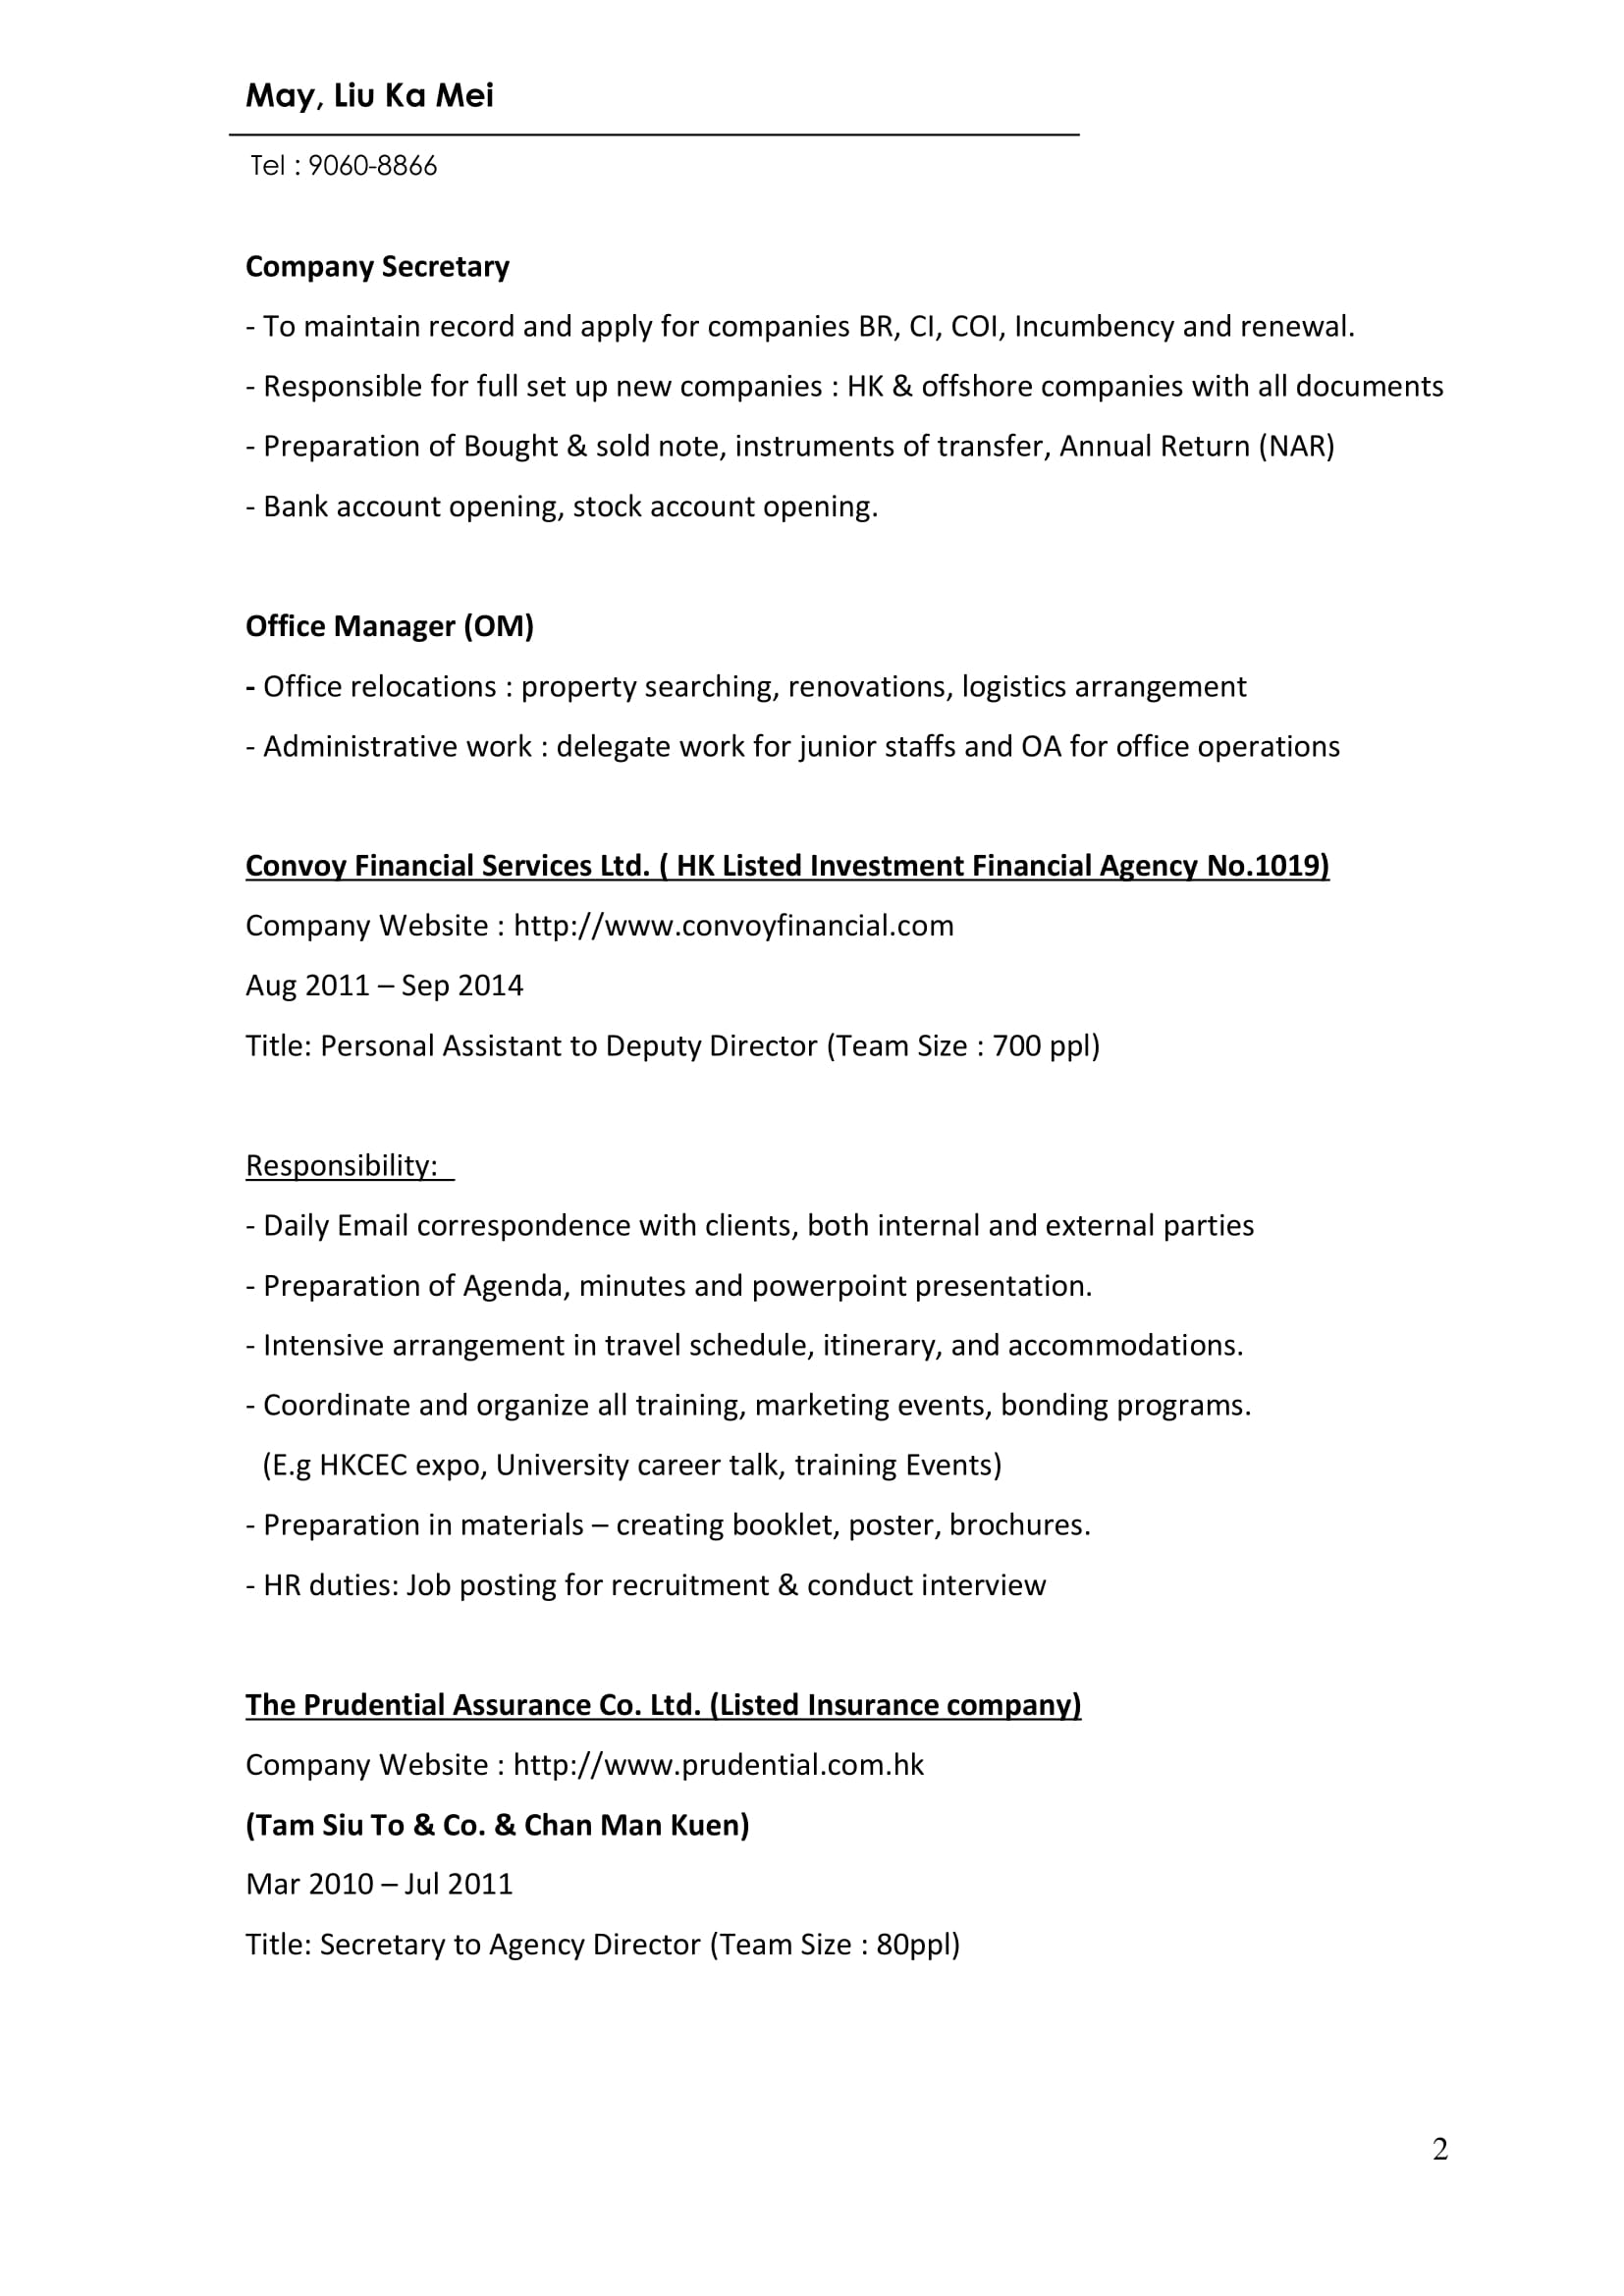 May, Liu Ka Mei
Tel : 9060-8866
Company Secretary
- To maintain record and apply for companies BR, CI, COI, Incumbency and renewal.
- Responsible for full set up new companies : HK & offshore companies with all documents
- Preparation of Bought & sold note, instruments of transfer, Annual Return (NAR)
- Bank account opening, stock account opening.
Office Manager (OM)
- Office relocations : property searching, renovations, logistics arrangement
- Administrative work : delegate work for junior staffs and OA for office operations
Convoy Financial Services Ltd. ( HK Listed Investment Financial Agency No.1019)
Company Website : http://www.convoyfinancial.com
Aug 2011 – Sep 2014
Title: Personal Assistant to Deputy Director (Team Size : 700 ppl)
Responsibility:
- Daily Email correspondence with clients, both internal and external parties
- Preparation of Agenda, minutes and powerpoint presentation.
- Intensive arrangement in travel schedule, itinerary, and accommodations.
- Coordinate and organize all training, marketing events, bonding programs.
(E.g HKCEC expo, University career talk, training Events)
- Preparation in materials – creating booklet, poster, brochures.
- HR duties: Job posting for recruitment & conduct interview
The Prudential Assurance Co. Ltd. (Listed Insurance company)
Company Website : http://www.prudential.com.hk
(Tam Siu To & Co. & Chan Man Kuen)
Mar 2010 – Jul 2011
Title: Secretary to Agency Director (Team Size : 80ppl)
2